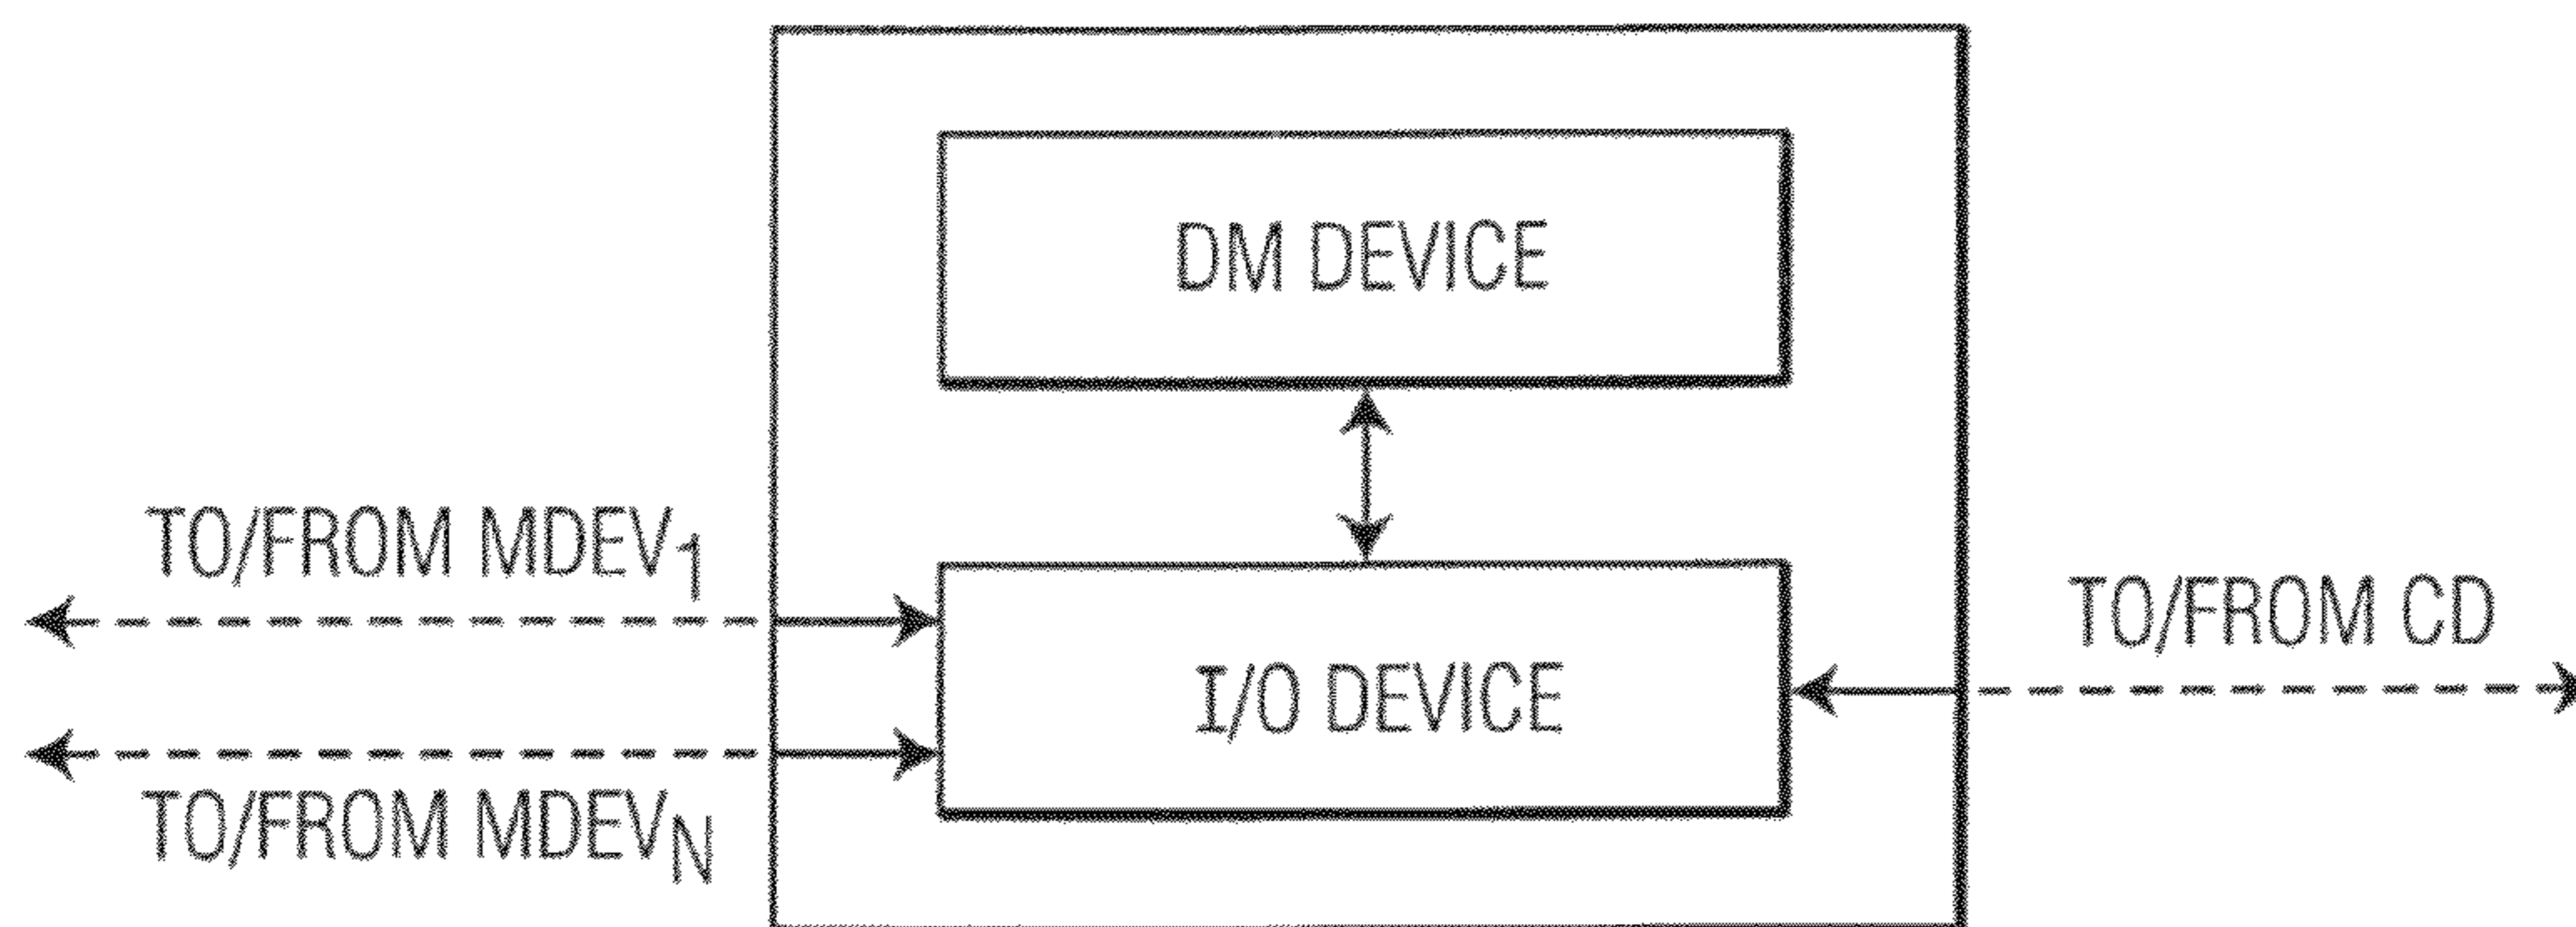 DM DEVICE
TO/FROM MDEV1
I/O DEVICE
TO/FROM CD
TO/FROM MDEVN